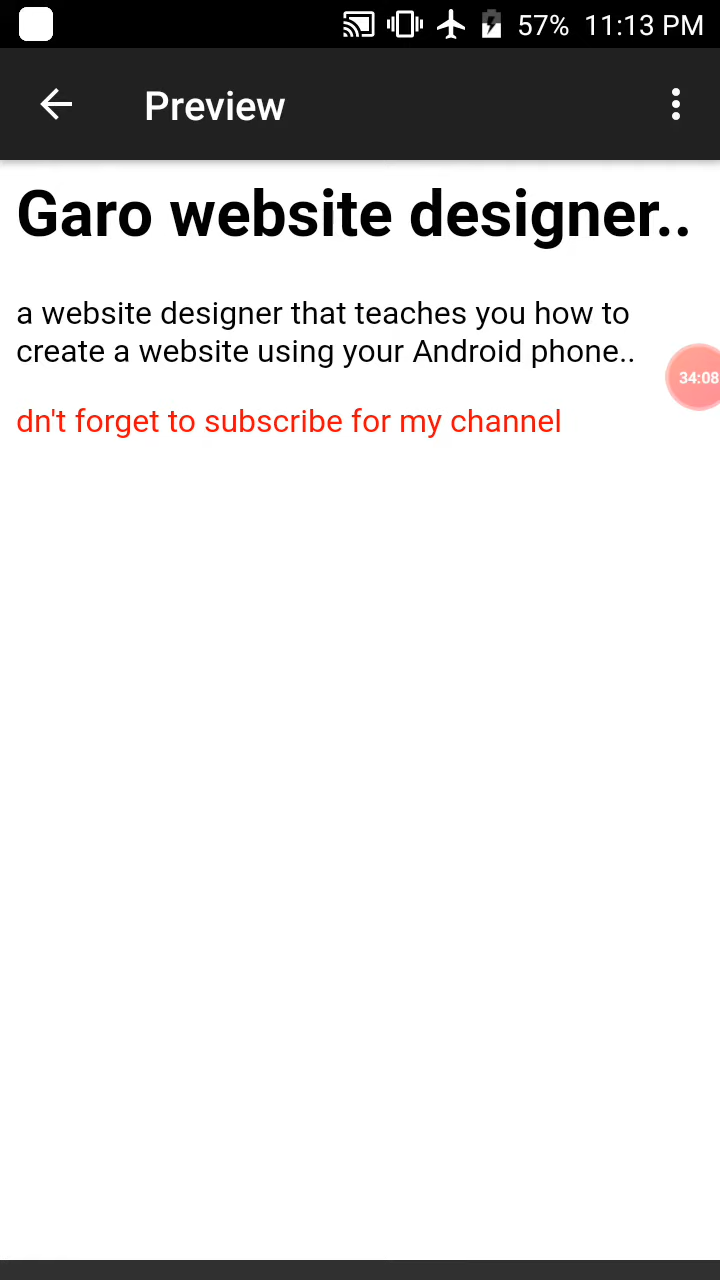 57% 11:13 PM
Preview
Garo website designer..
a website designer that teaches you how to
create a website using your Android phone..
34:08
dn't forget to subscribe for my channel